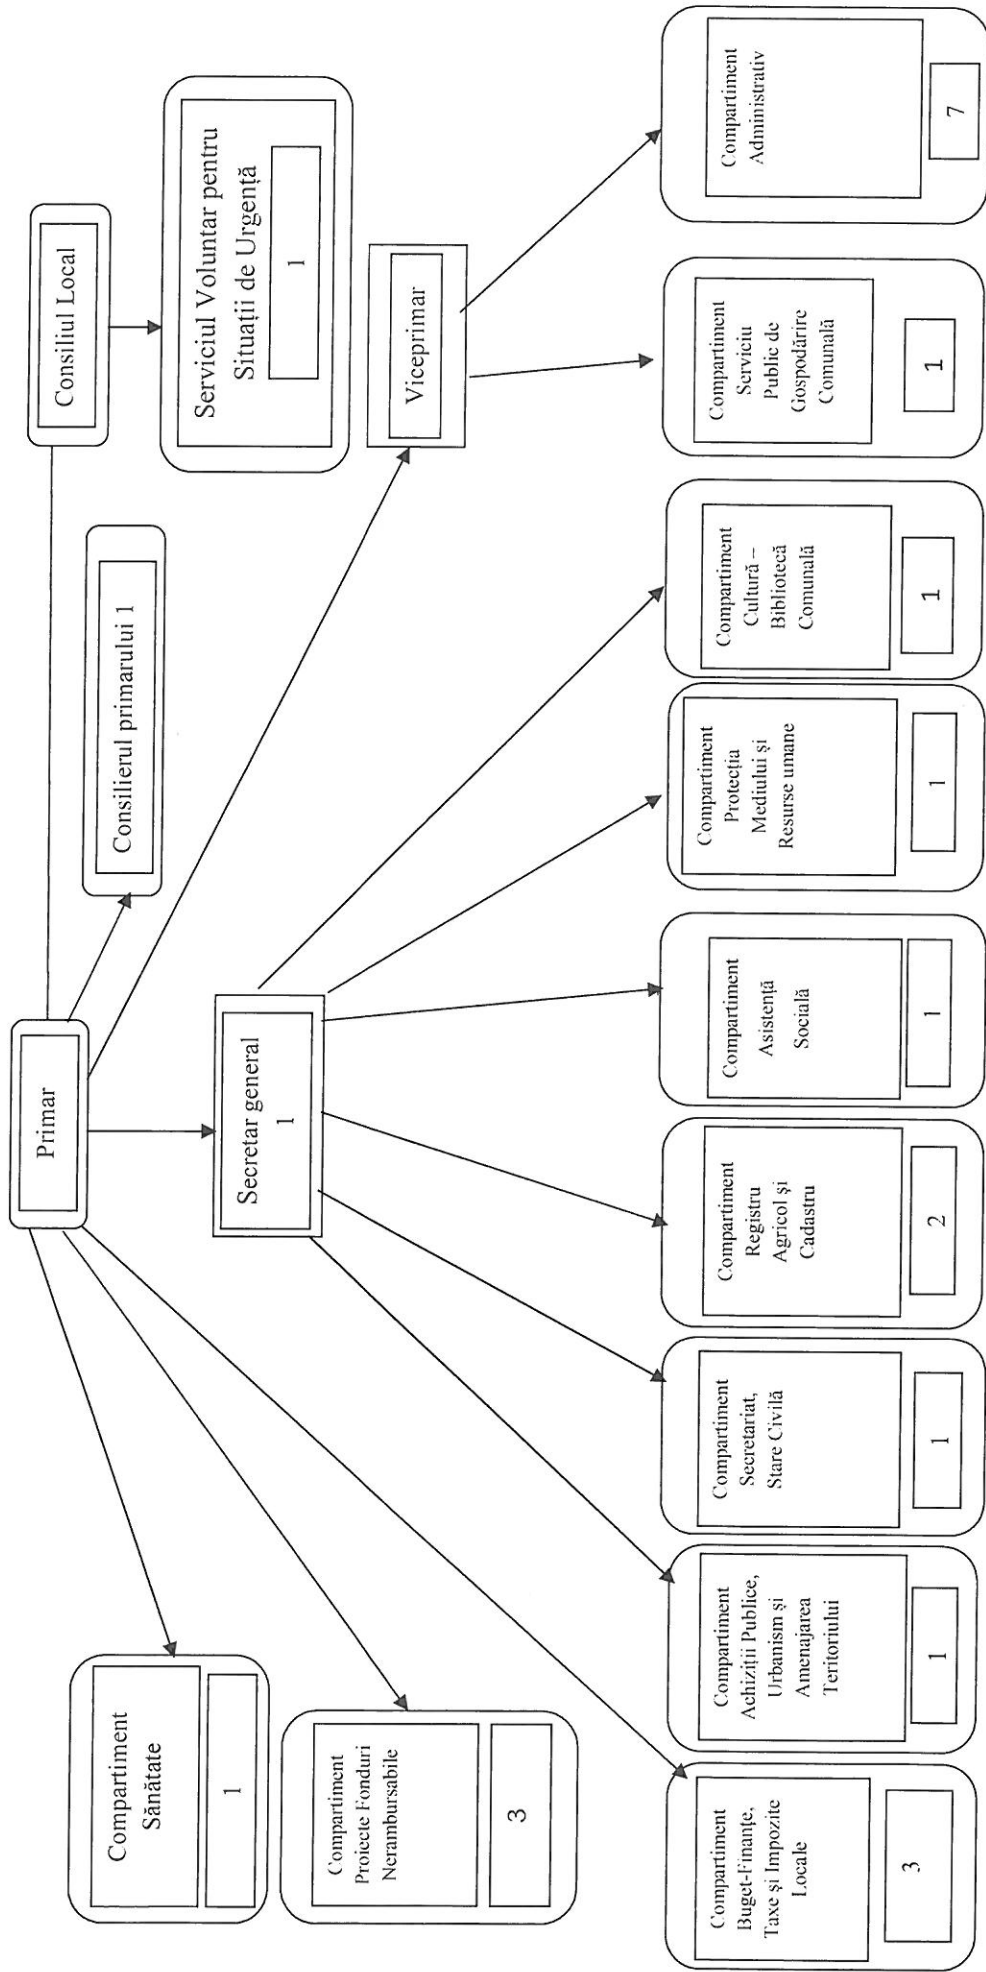 Primar
Consiliul Local
Consilierul primarului 1
Serviciul Voluntar pentru
Situații de Urgență
1
Compartiment
Sănătate
1
Secretar general
1
Viceprimar
Compartiment
Proiecte Fonduri
Nerambursabile
3
Compartiment
Buget-Finanțe,
Taxe și Impozite
Locale
3
Compartiment
Achiziții Publice,
Urbanism și
Amenajarea
Teritoriului
1
Compartiment
Secretariat,
Stare Civilă
1
Compartiment
Registru
Agricol și
Cadastru
2
Compartiment
Asistență
Socială
1
Compartiment
Protecția
Mediului și
Resurse umane
1
Compartiment
Cultură –
Bibliotecă
Comunală
1
Compartiment
Serviciu
Public de
Gospodărire
Comunală
1
Compartiment
Administrativ
7